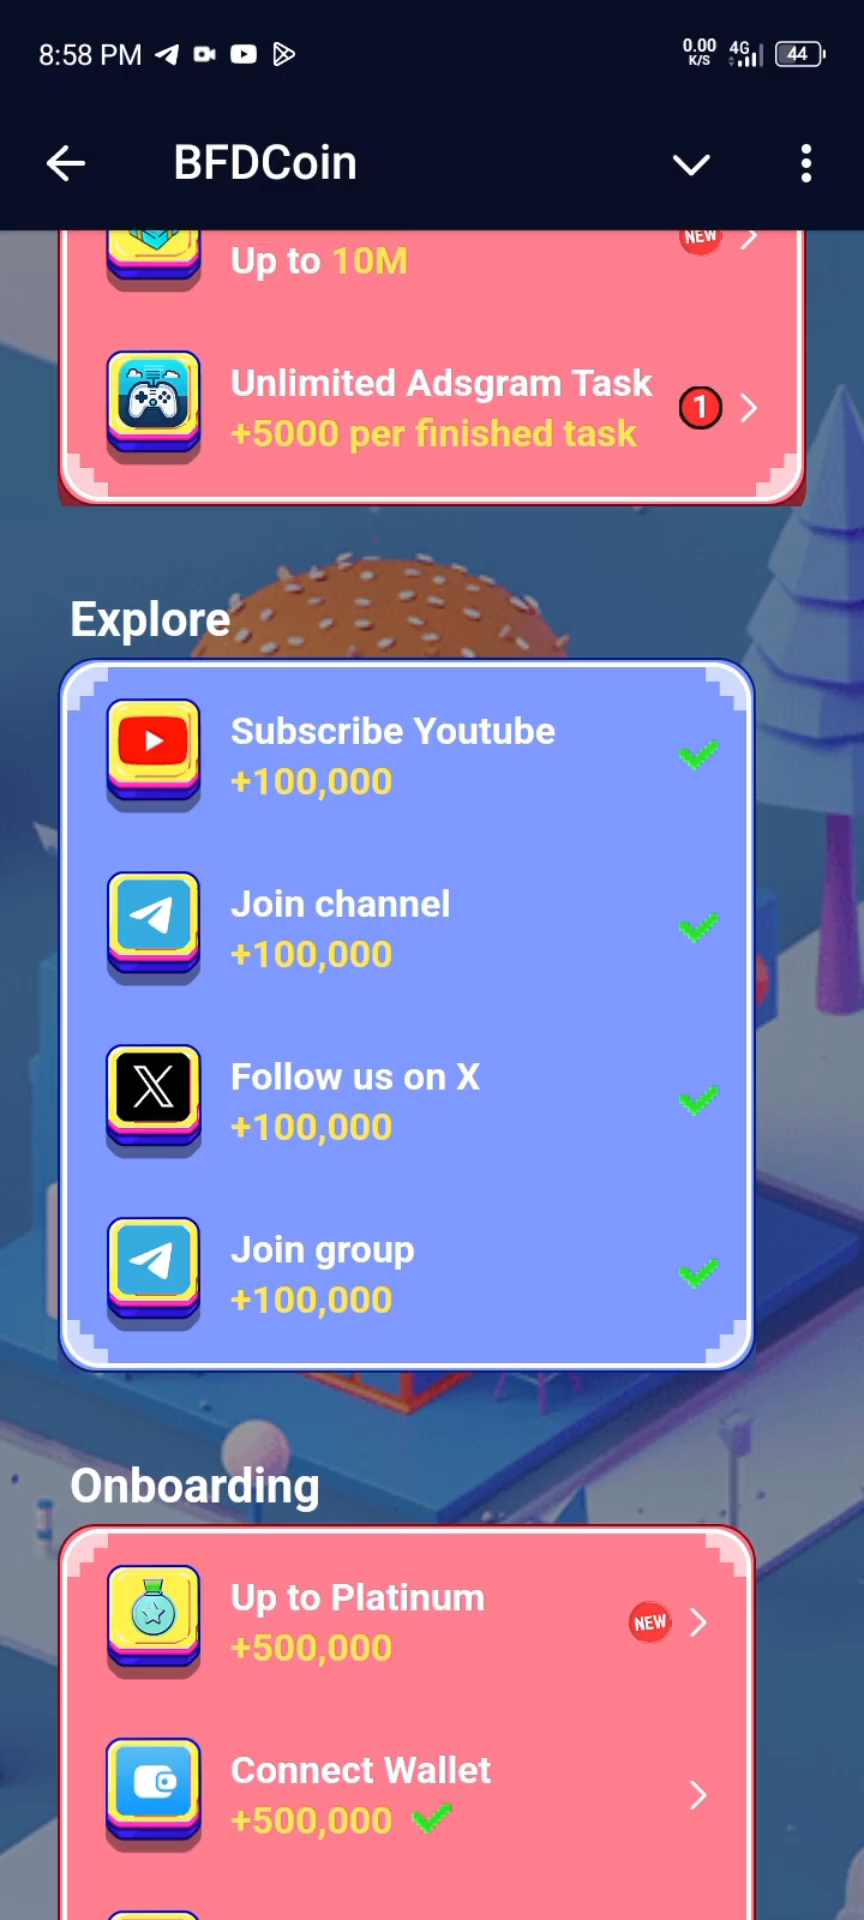 8:58 PM
0.00
K/S
4G
44
BFDCoin
NEW
Up to 10M
Unlimited Adsgram Task
+5000 per finished task
1
Explore
Subscribe Youtube
+100,000
Join channel
+100,000
Follow us on X
+100,000
Join group
+100,000
Onboarding
Up to Platinum
+500,000
NEW
Connect Wallet
+500,000